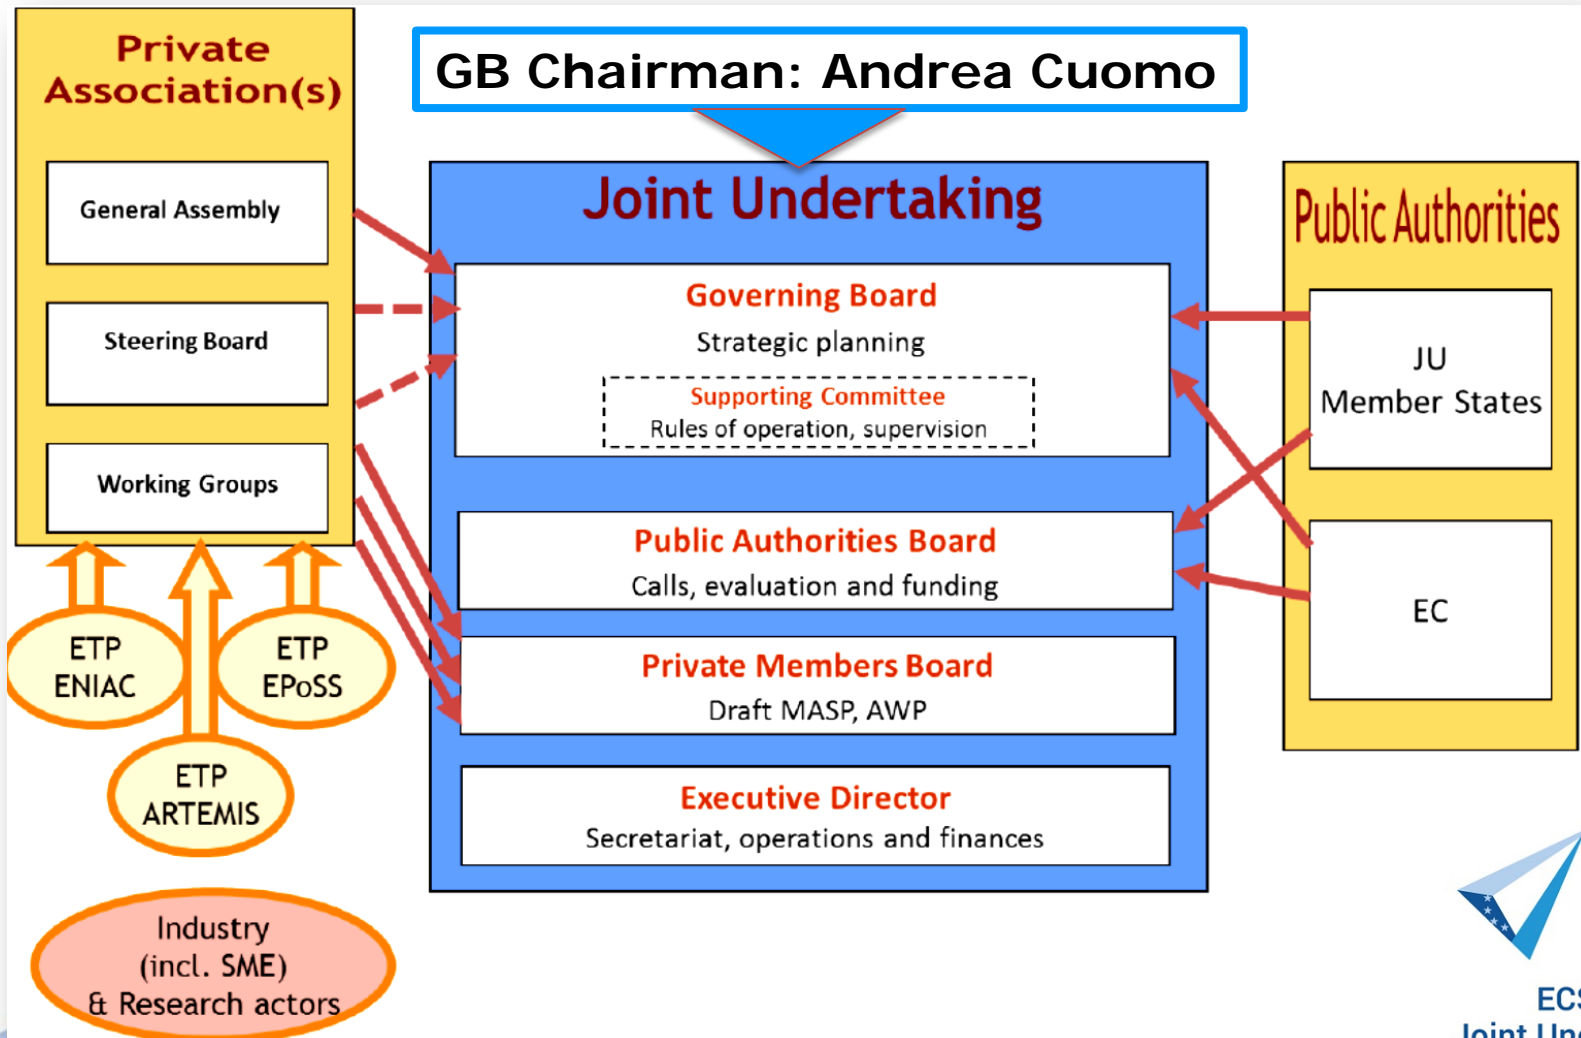 Private
Association(s)
General Assembly
Steering Board
Working Groups
ETP
ENIAC
ETP
EPoSS
ETP
ARTEMIS
Industry
(incl. SME)
& Research actors
GB Chairman: Andrea Cuomo
Joint Undertaking
Governing Board
Strategic planning
Supporting Committee
Rules of operation, supervision
Public Authorities Board
Calls, evaluation and funding
Private Members Board
Draft MASP, AWP
Executive Director
Secretariat, operations and finances
Public Authorities
JU
Member States
EC
Joint